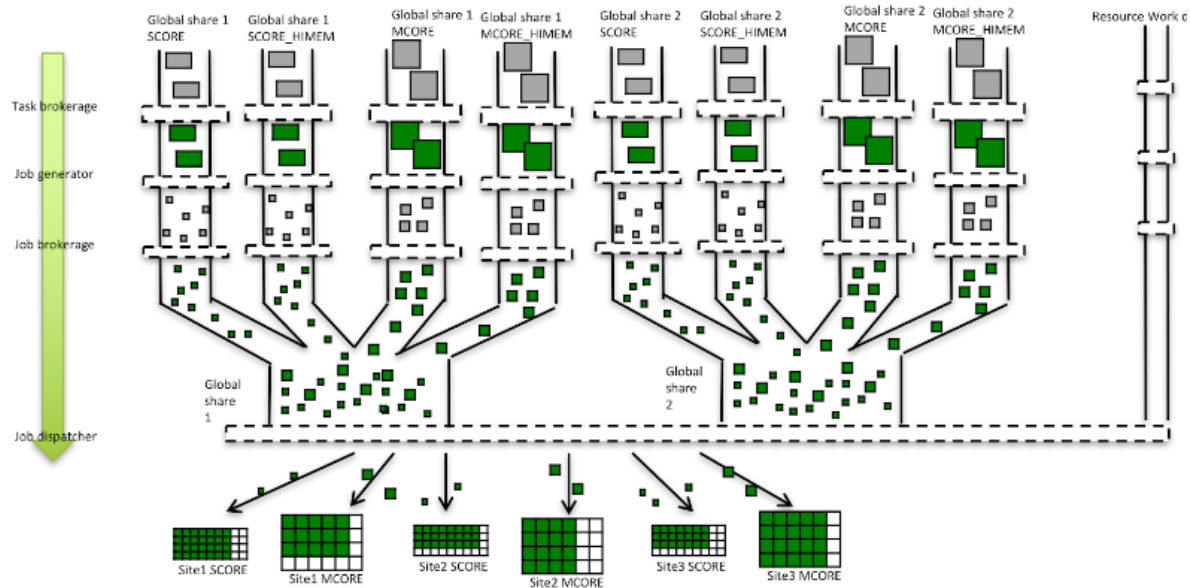 Global share 1
SCORE
Global share 1
SCORE_HIMEM
Global share 1
MCORE
Global share 1
MCORE_HIMEM
Global share 2
SCORE
Global share 2
SCORE_HIMEM
Global share 2
MCORE
Global share 2
MCORE_HIMEM
Resource Work q
Task brokerage
Job generator
Job brokerage
Global
share
1
Global
share
2
Job dispatcher
Site1 SCORE
Site1 MCORE
Site2 SCORE
Site2 MCORE
Site3 SCORE
Site3 MCORE